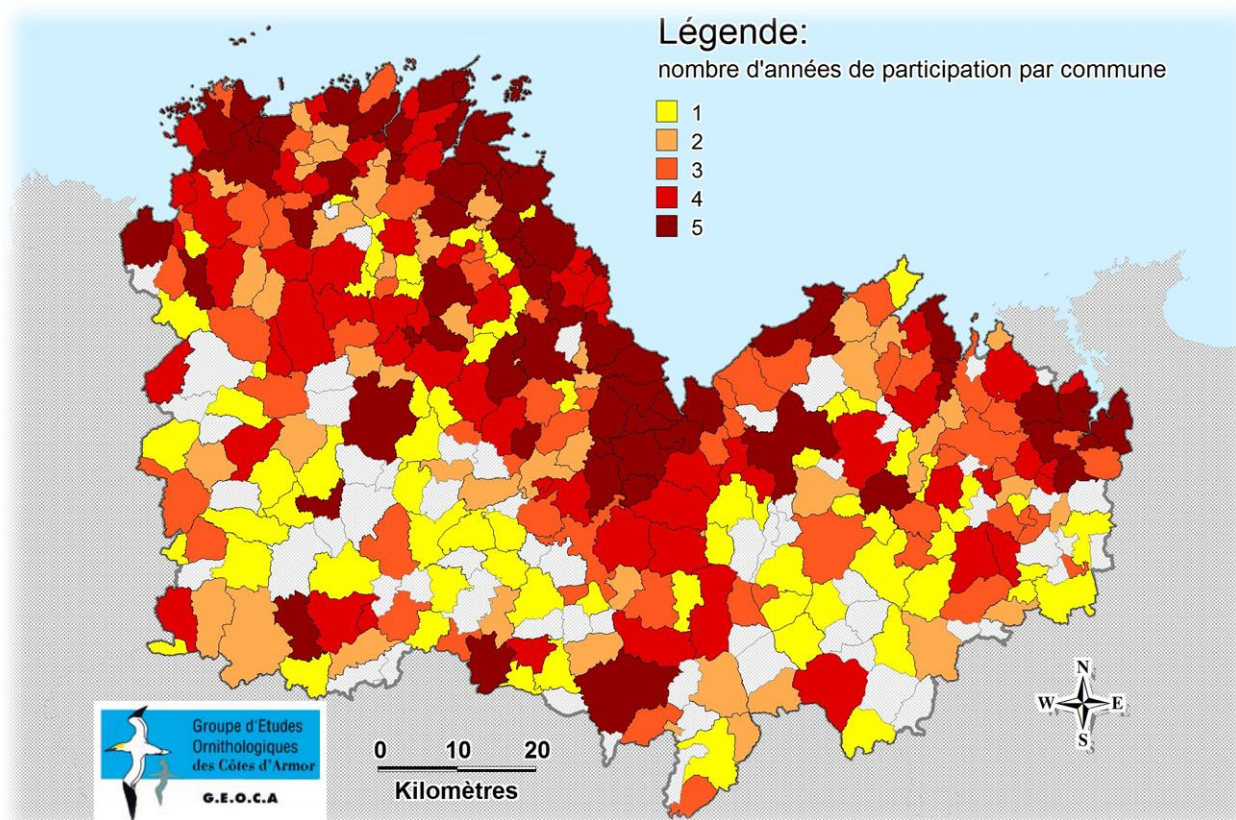 Légende:
nombre d'années de participation par commune
1
2
3
4
5
N
W E
S
Groupe d'Etudes
Ornithologiques
des Côtes d'Armor
G.E.O.C.A
0 10 20
Kilomètres